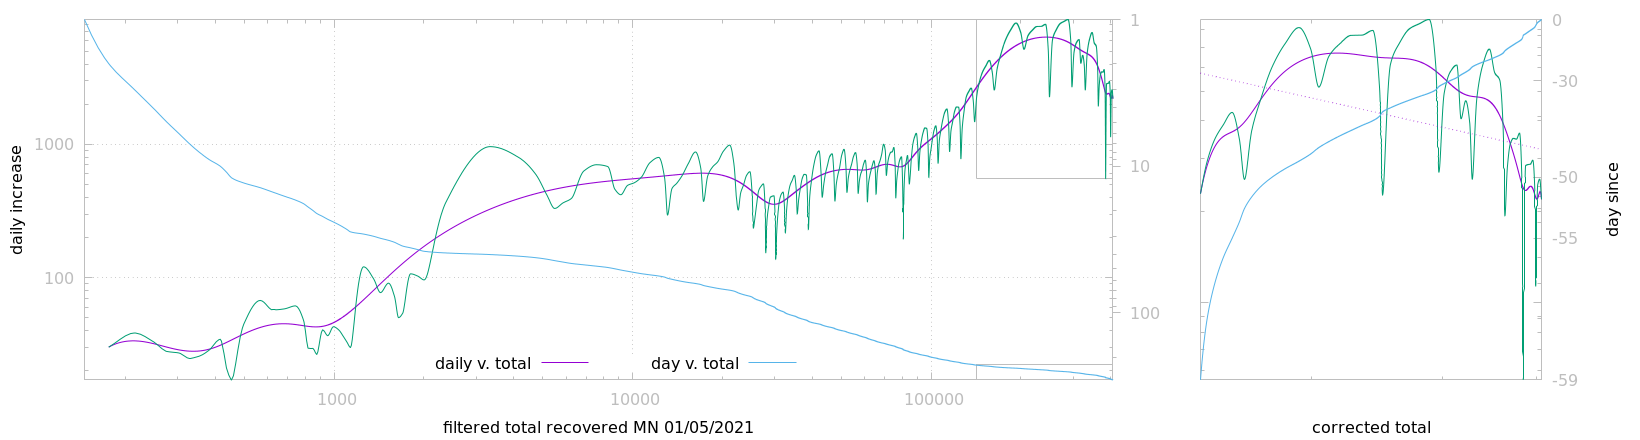 1
0
10
100
1000
100
-30
-50
-55
-59
daily increase
day since
daily v. total
day v. total
1000
10000
100000
filtered total recovered MN 01/05/2021
corrected total